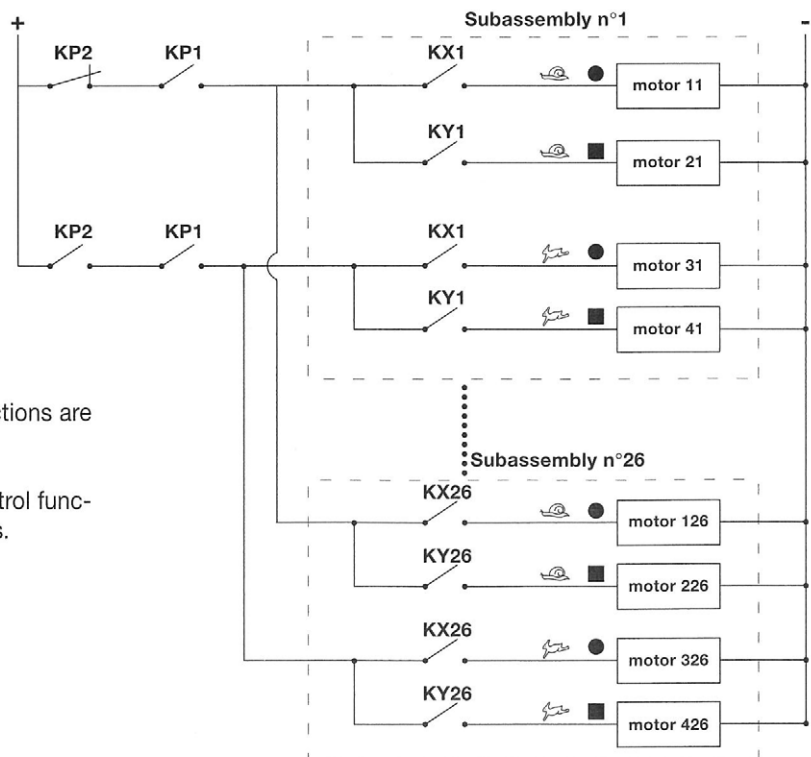 Subassembly n°1
+
-
KP2 KP1 KX1
motor 11
KY1
motor 21
KP2 KP1 KX1
motor 31
KY1
motor 41
ctions are
Subassembly n°26
trol func-
s.
KX26
motor 126
KY26
motor 226
KX26
motor 326
KY26
motor 426